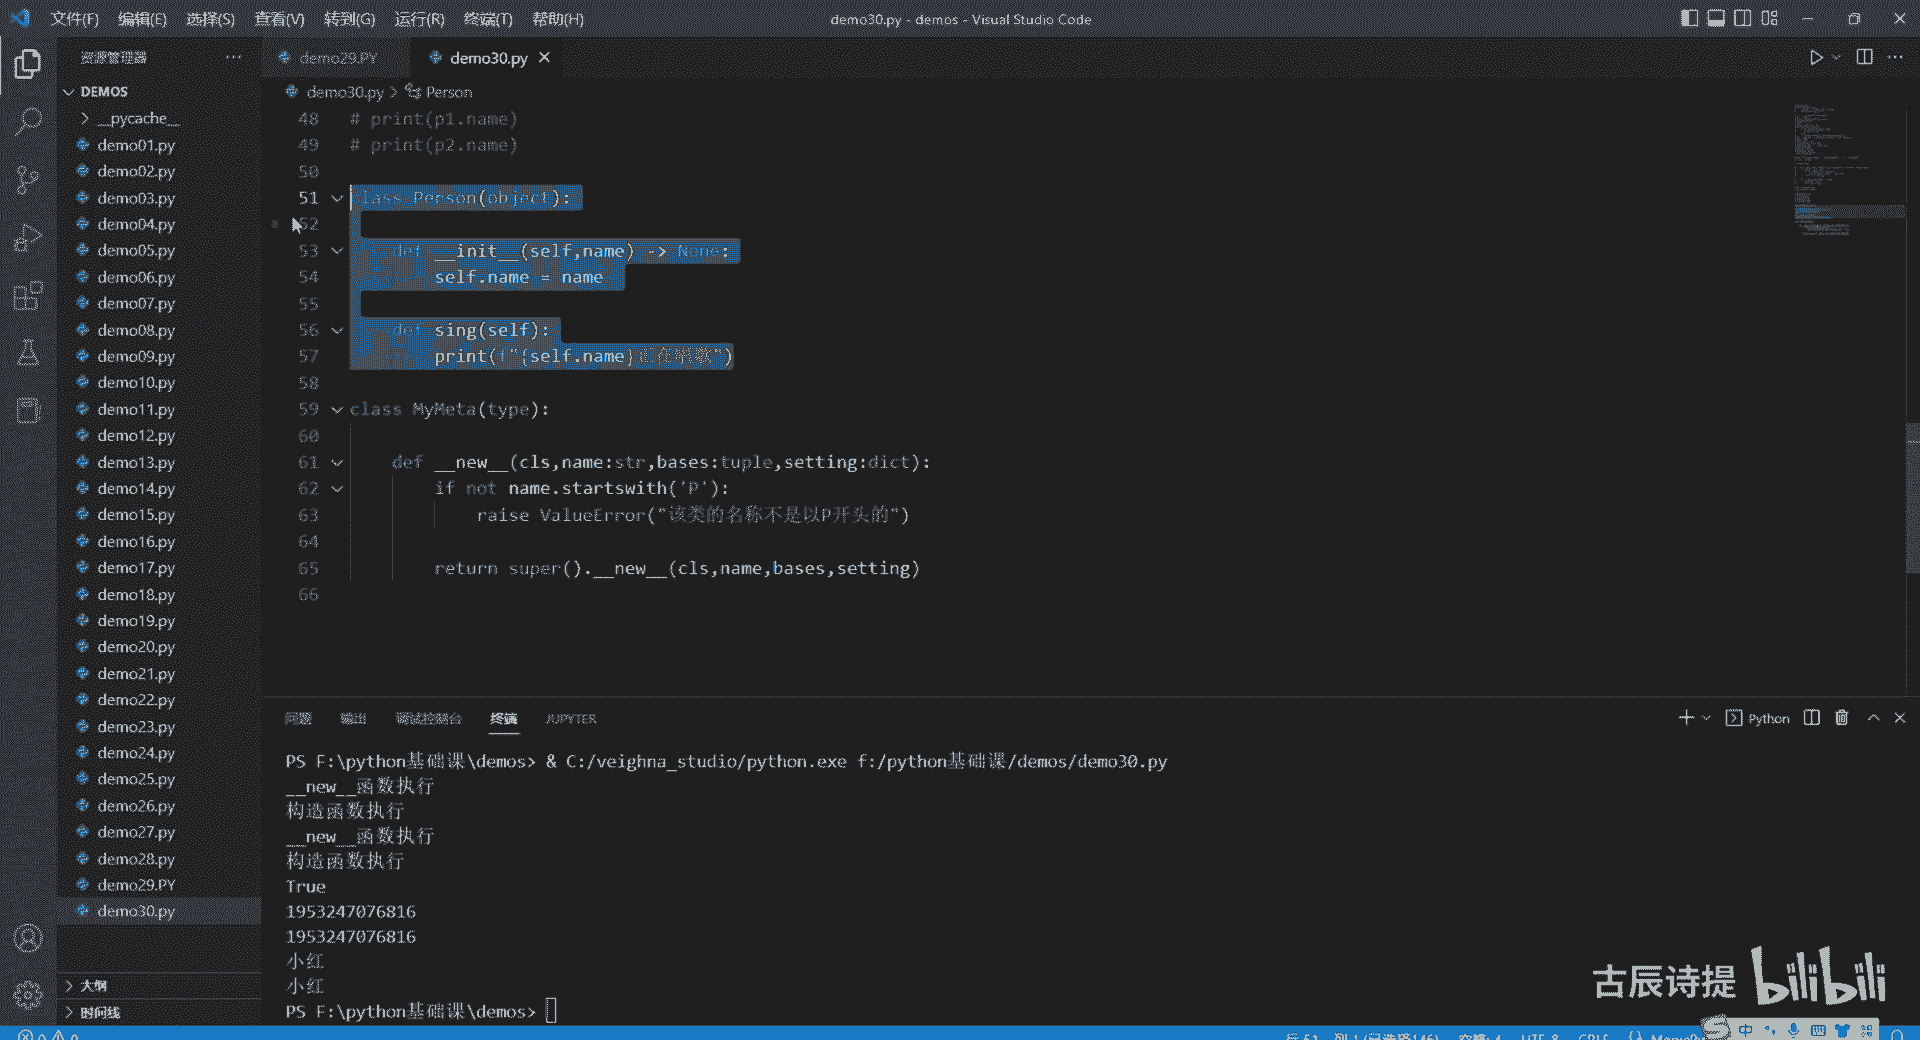 文件(F) 编辑(E) 选择(S) 查看(V) 转到(G) 运行(R) 终端(T) 帮助(H)
demo30.py - demos - Visual Studio Code
资源管理器
DEMOS
__pycache__
demo01.py
demo02.py
demo03.py
demo04.py
demo05.py
demo06.py
demo07.py
demo08.py
demo09.py
demo10.py
demo11.py
demo12.py
demo13.py
demo14.py
demo15.py
demo16.py
demo17.py
demo18.py
demo19.py
demo20.py
demo21.py
demo22.py
demo23.py
demo24.py
demo25.py
demo26.py
demo27.py
demo28.py
demo29.PY
demo30.py
大纲
时间线
demo29.PY demo30.py
demo30.py > Person
48 # print(p1.name)
49 # print(p2.name)
50
51 class Person(object):
52
53 def __init__(self,name) -> None:
54 self.name = name
55
56 def sing(self):
57 print(f"{self.name}正在唱歌")
58
59 class MyMeta(type):
60
61 def __new__(cls,name:str,bases:tuple,setting:dict):
62 if not name.startswith('P'):
63 raise ValueError("该类的名称不是以P开头的")
64
65 return super().__new__(cls,name,bases,setting)
66
问题 输出 调试控制台 终端 JUPYTER
Python
PS F:\python基础课\demos> & C:/veighna_studio/python.exe f:/python基础课/demos/demo30.py
__new__函数执行
构造函数执行
__new__函数执行
构造函数执行
True
1953247076816
1953247076816
小红
小红
PS F:\python基础课\demos>
古辰诗提 bilibili
中